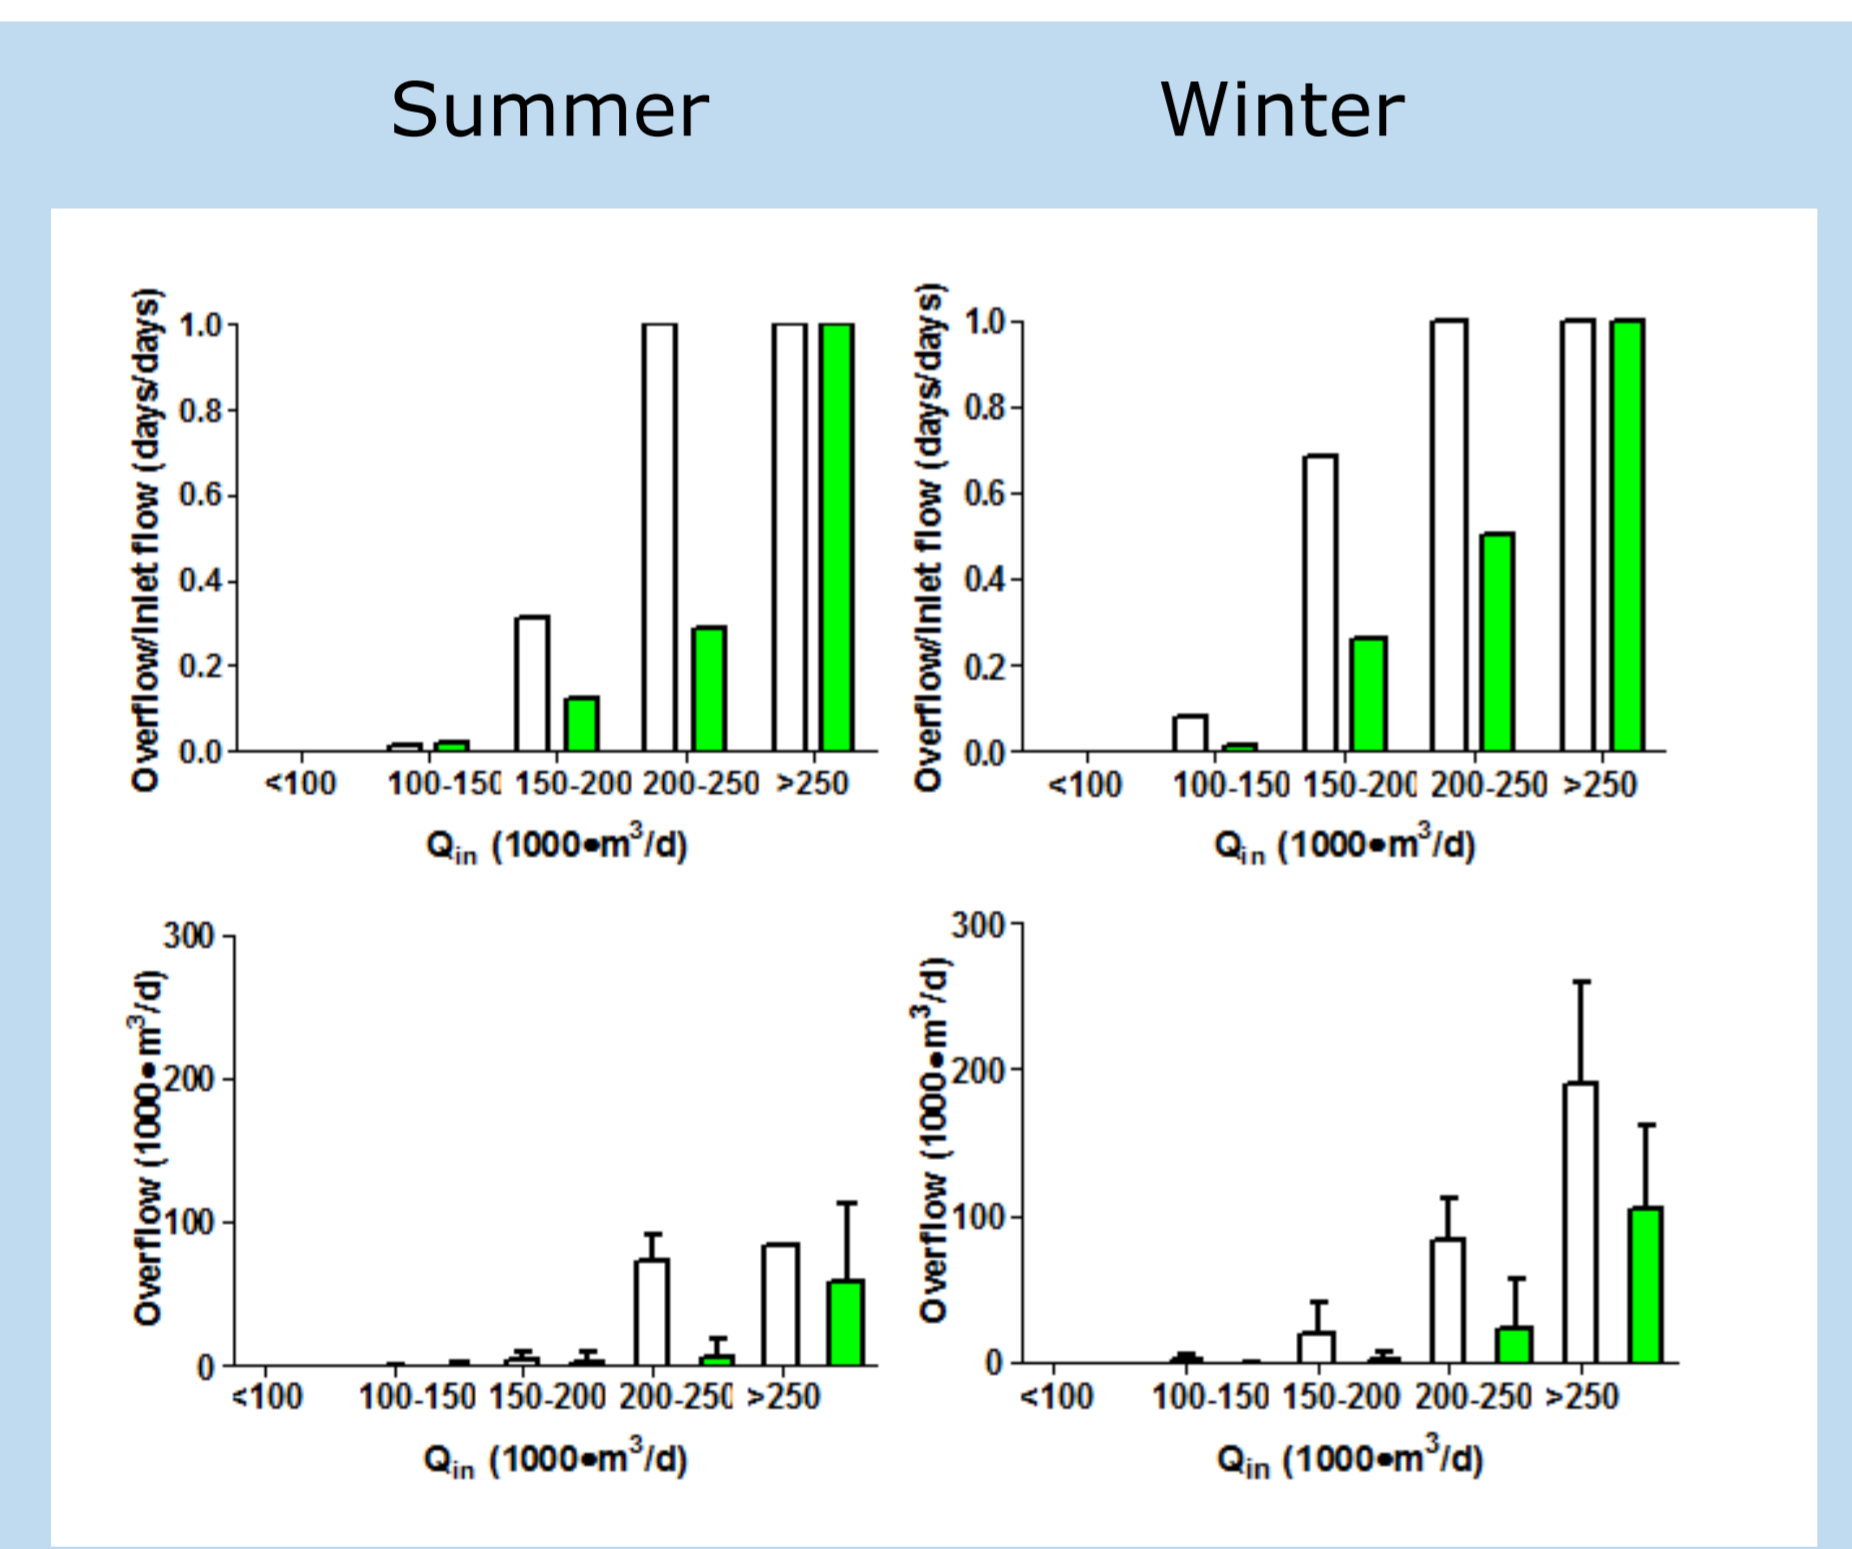 Summer
Winter
Overflow/Inlet flow (days/days)
1.0
0.8
0.6
0.4
0.2
0.0
<100 100-150 150-200 200-250 >250
Qin (1000•m³/d)
Overflow/Inlet flow (days/days)
1.0
0.8
0.6
0.4
0.2
0.0
<100 100-150 150-200 200-250 >250
Qin (1000•m³/d)
Overflow (1000•m³/d)
300
200
100
0
<100 100-150 150-200 200-250 >250
Qin (1000•m³/d)
Overflow (1000•m³/d)
300
200
100
0
<100 100-150 150-200 200-250 >250
Qin (1000•m³/d)